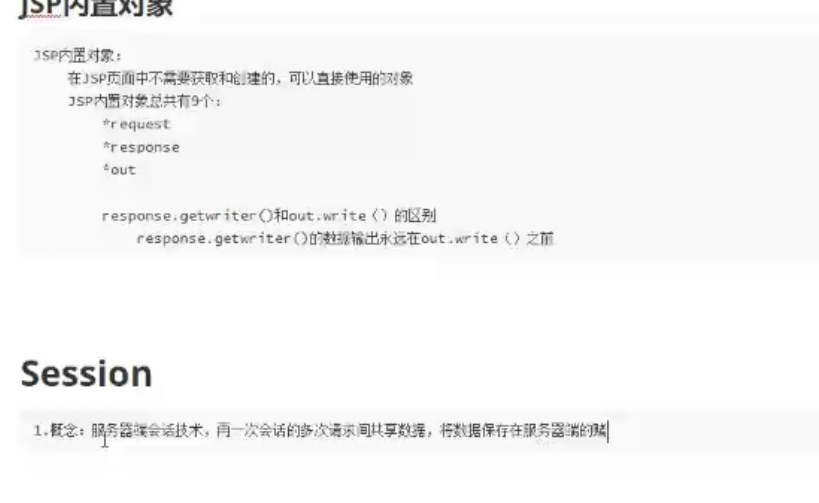 JSP内置对象
JSP内置对象：
在JSP页面中不需要获取和创建的，可以直接使用的对象
JSP内置对象总共有9个：
*request
*response
*out
response.getwriter()和out.write（）的区别
response.getwriter()的数据输出永远在out.write（）之前
Session
1.概念：服务器端会话技术，再一次会话的多次请求间共享数据，将数据保存在服务器端的赌